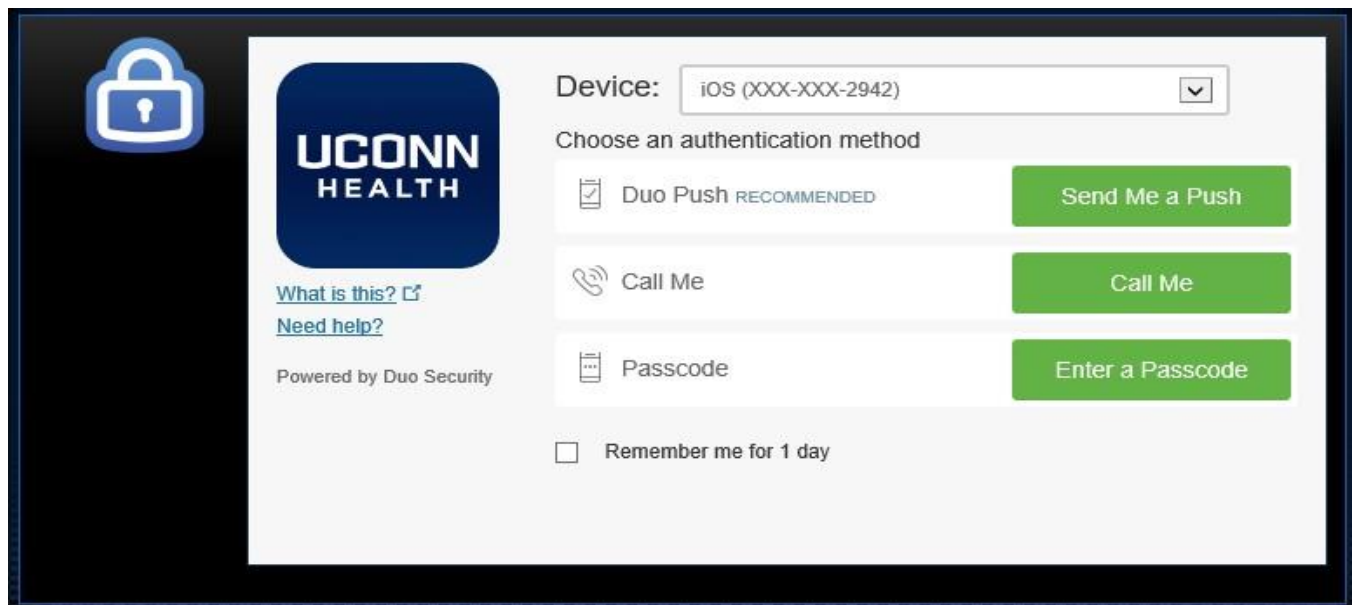 UCONN
HEALTH
What is this?
Need help?
Powered by Duo Security
Device: iOS (XXX-XXX-2942)
Choose an authentication method
Duo Push RECOMMENDED Send Me a Push
Call Me Call Me
Passcode Enter a Passcode
Remember me for 1 day